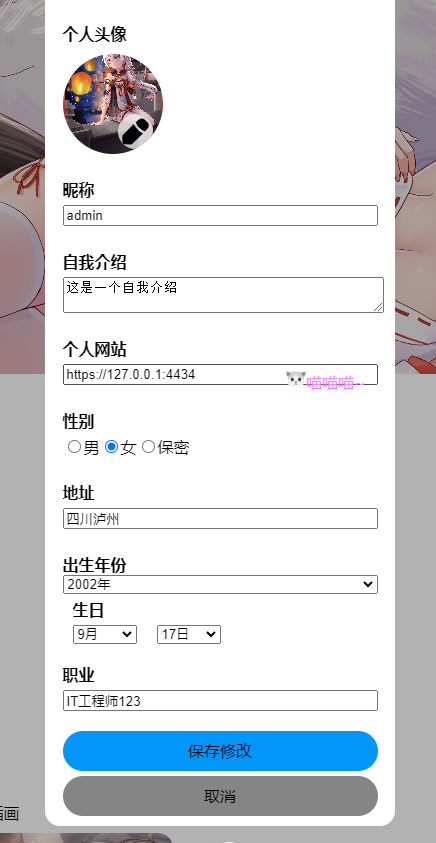 个人头像
昵称
admin
自我介绍
这是一个自我介绍
个人网站
https://127.0.0.1:4434
喵喵喵~
性别
男 女 保密
地址
四川泸州
出生年份
2002年
生日
9月 17日
职业
IT工程师123
保存修改
取消
画